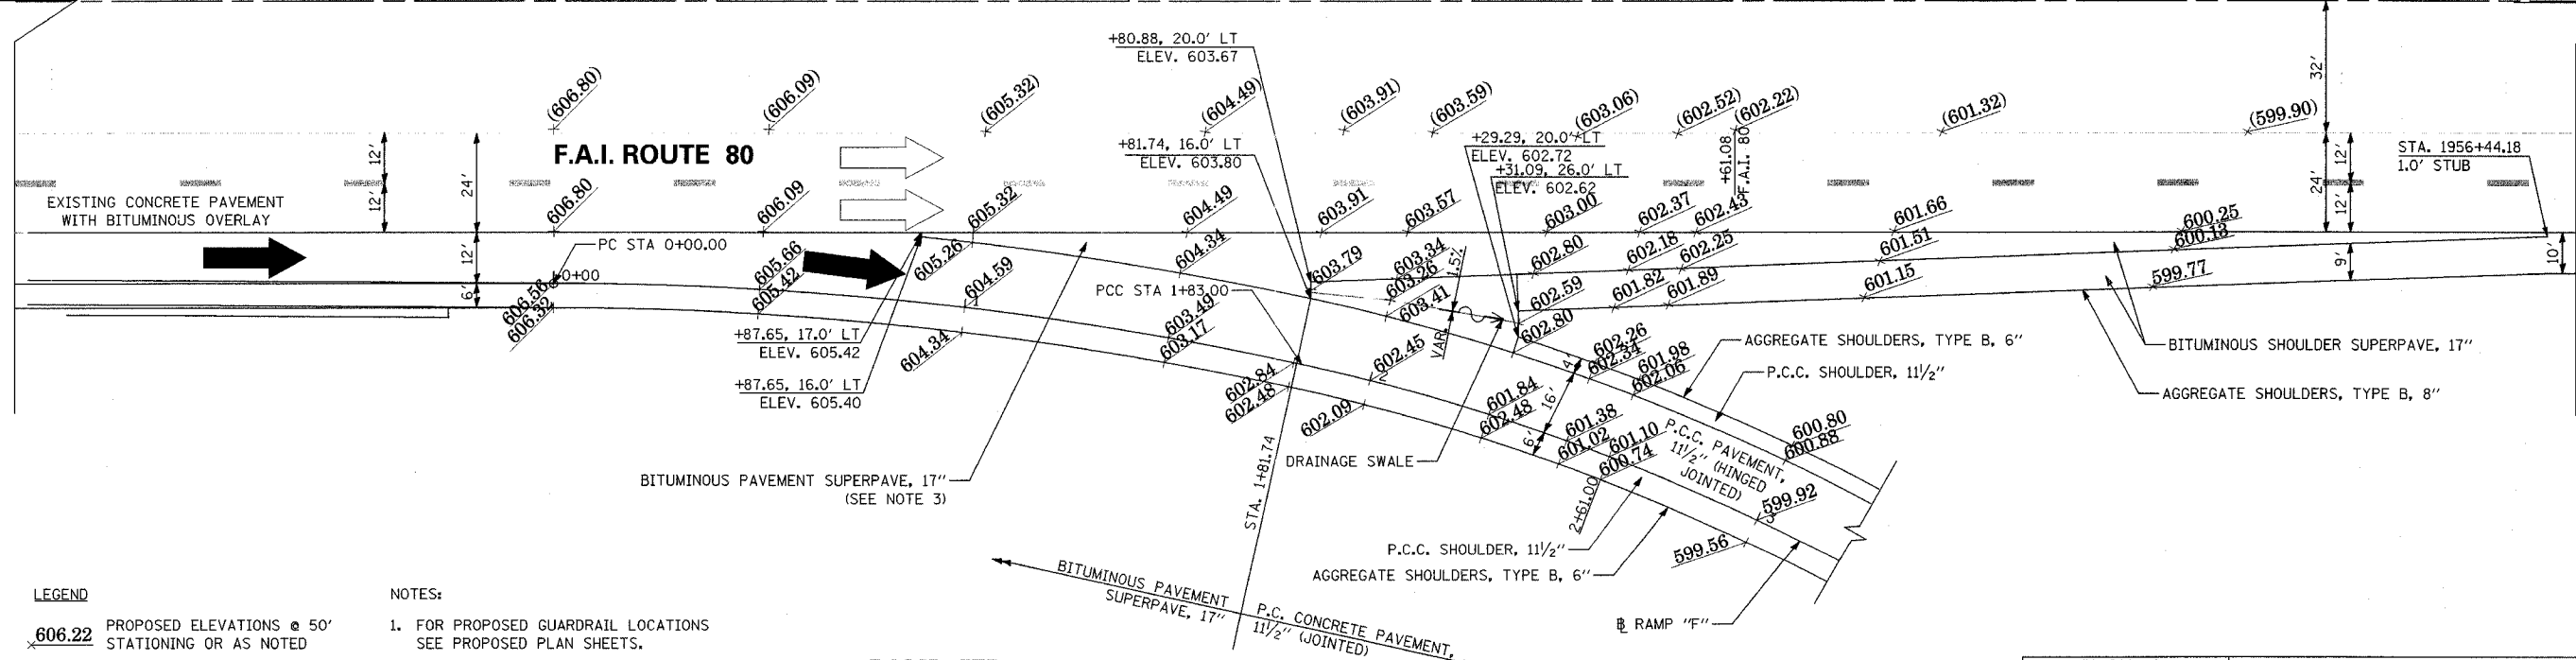 +80.88, 20.0' LT
ELEV. 603.67
(606.80)
(606.09)
(605.32)
(604.49)
(603.91)
(603.59)
(603.06)
(602.52)
(602.22)
(601.32)
(599.90)
32'
F.A.I. ROUTE 80
+81.74, 16.0' LT
ELEV. 603.80
+29.29, 20.0' LT
ELEV. 602.72
+31.09, 26.0' LT
ELEV. 602.62
+61.08
F.A.I. 80
STA. 1956+44.18
1.0' STUB
12'
12'
24'
12'
24'
12'
EXISTING CONCRETE PAVEMENT
WITH BITUMINOUS OVERLAY
606.80
606.09
605.32
604.49
603.91
603.57
603.00
602.37
602.43
601.66
600.25
600.13
PC STA 0+00.00
0+00
12'
6'
606.56
606.32
605.66
605.42
605.26
604.59
604.34
604.34
603.49
603.17
PCC STA 1+83.00
603.79
603.34
603.26
603.41
1.5'
VAR.
602.80
602.59
602.80
602.18
602.25
601.82
601.89
601.51
601.15
599.77
9'
10'
+87.65, 17.0' LT
ELEV. 605.42
+87.65, 16.0' LT
ELEV. 605.40
602.84
602.48
602.45
2
602.09
601.84
602.48
4'
16'
6'
602.26
602.34
601.98
602.06
601.38
601.02
601.10
600.74
2+61.00
600.80
600.88
599.92
3
599.56
AGGREGATE SHOULDERS, TYPE B, 6"
P.C.C. SHOULDER, 11½"
BITUMINOUS SHOULDER SUPERPAVE, 17"
AGGREGATE SHOULDERS, TYPE B, 8"
P.C.C. PAVEMENT,
11½" (HINGED
JOINTED)
DRAINAGE SWALE
BITUMINOUS PAVEMENT SUPERPAVE, 17"
(SEE NOTE 3)
STA. 1+81.74
P.C.C. SHOULDER, 11½"
AGGREGATE SHOULDERS, TYPE B, 6"
BITUMINOUS PAVEMENT
SUPERPAVE, 17"
P.C. CONCRETE PAVEMENT,
11½" (JOINTED)
℄ RAMP "F"
LEGEND
606.22 PROPOSED ELEVATIONS @ 50'
STATIONING OR AS NOTED
NOTES:
1. FOR PROPOSED GUARDRAIL LOCATIONS
SEE PROPOSED PLAN SHEETS.